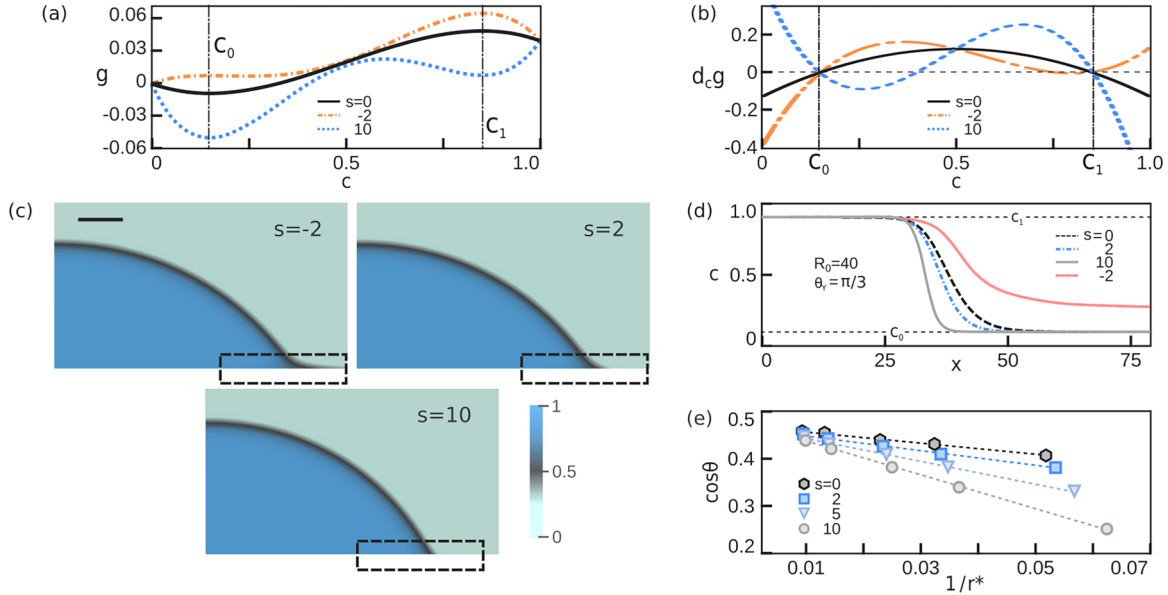 (a)
0.06
0.03
0
-0.03
-0.06
g
C0
C1
s=0
-2
10
0
0.5
1.0
c
(b)
0.2
0
-0.2
-0.4
dcg
s=0
-2
10
0
C0
0.5
C1
1.0
c
(c)
s=-2
s=2
s=10
1
0.5
0
(d)
1.0
0.5
0
c
C1
R0=40
θY=π/3
s=0
2
10
-2
C0
0
25
50
75
x
(e)
0.5
0.4
0.3
0.2
cosθ
s=0
2
5
10
0.01
0.03
0.05
0.07
1/r*